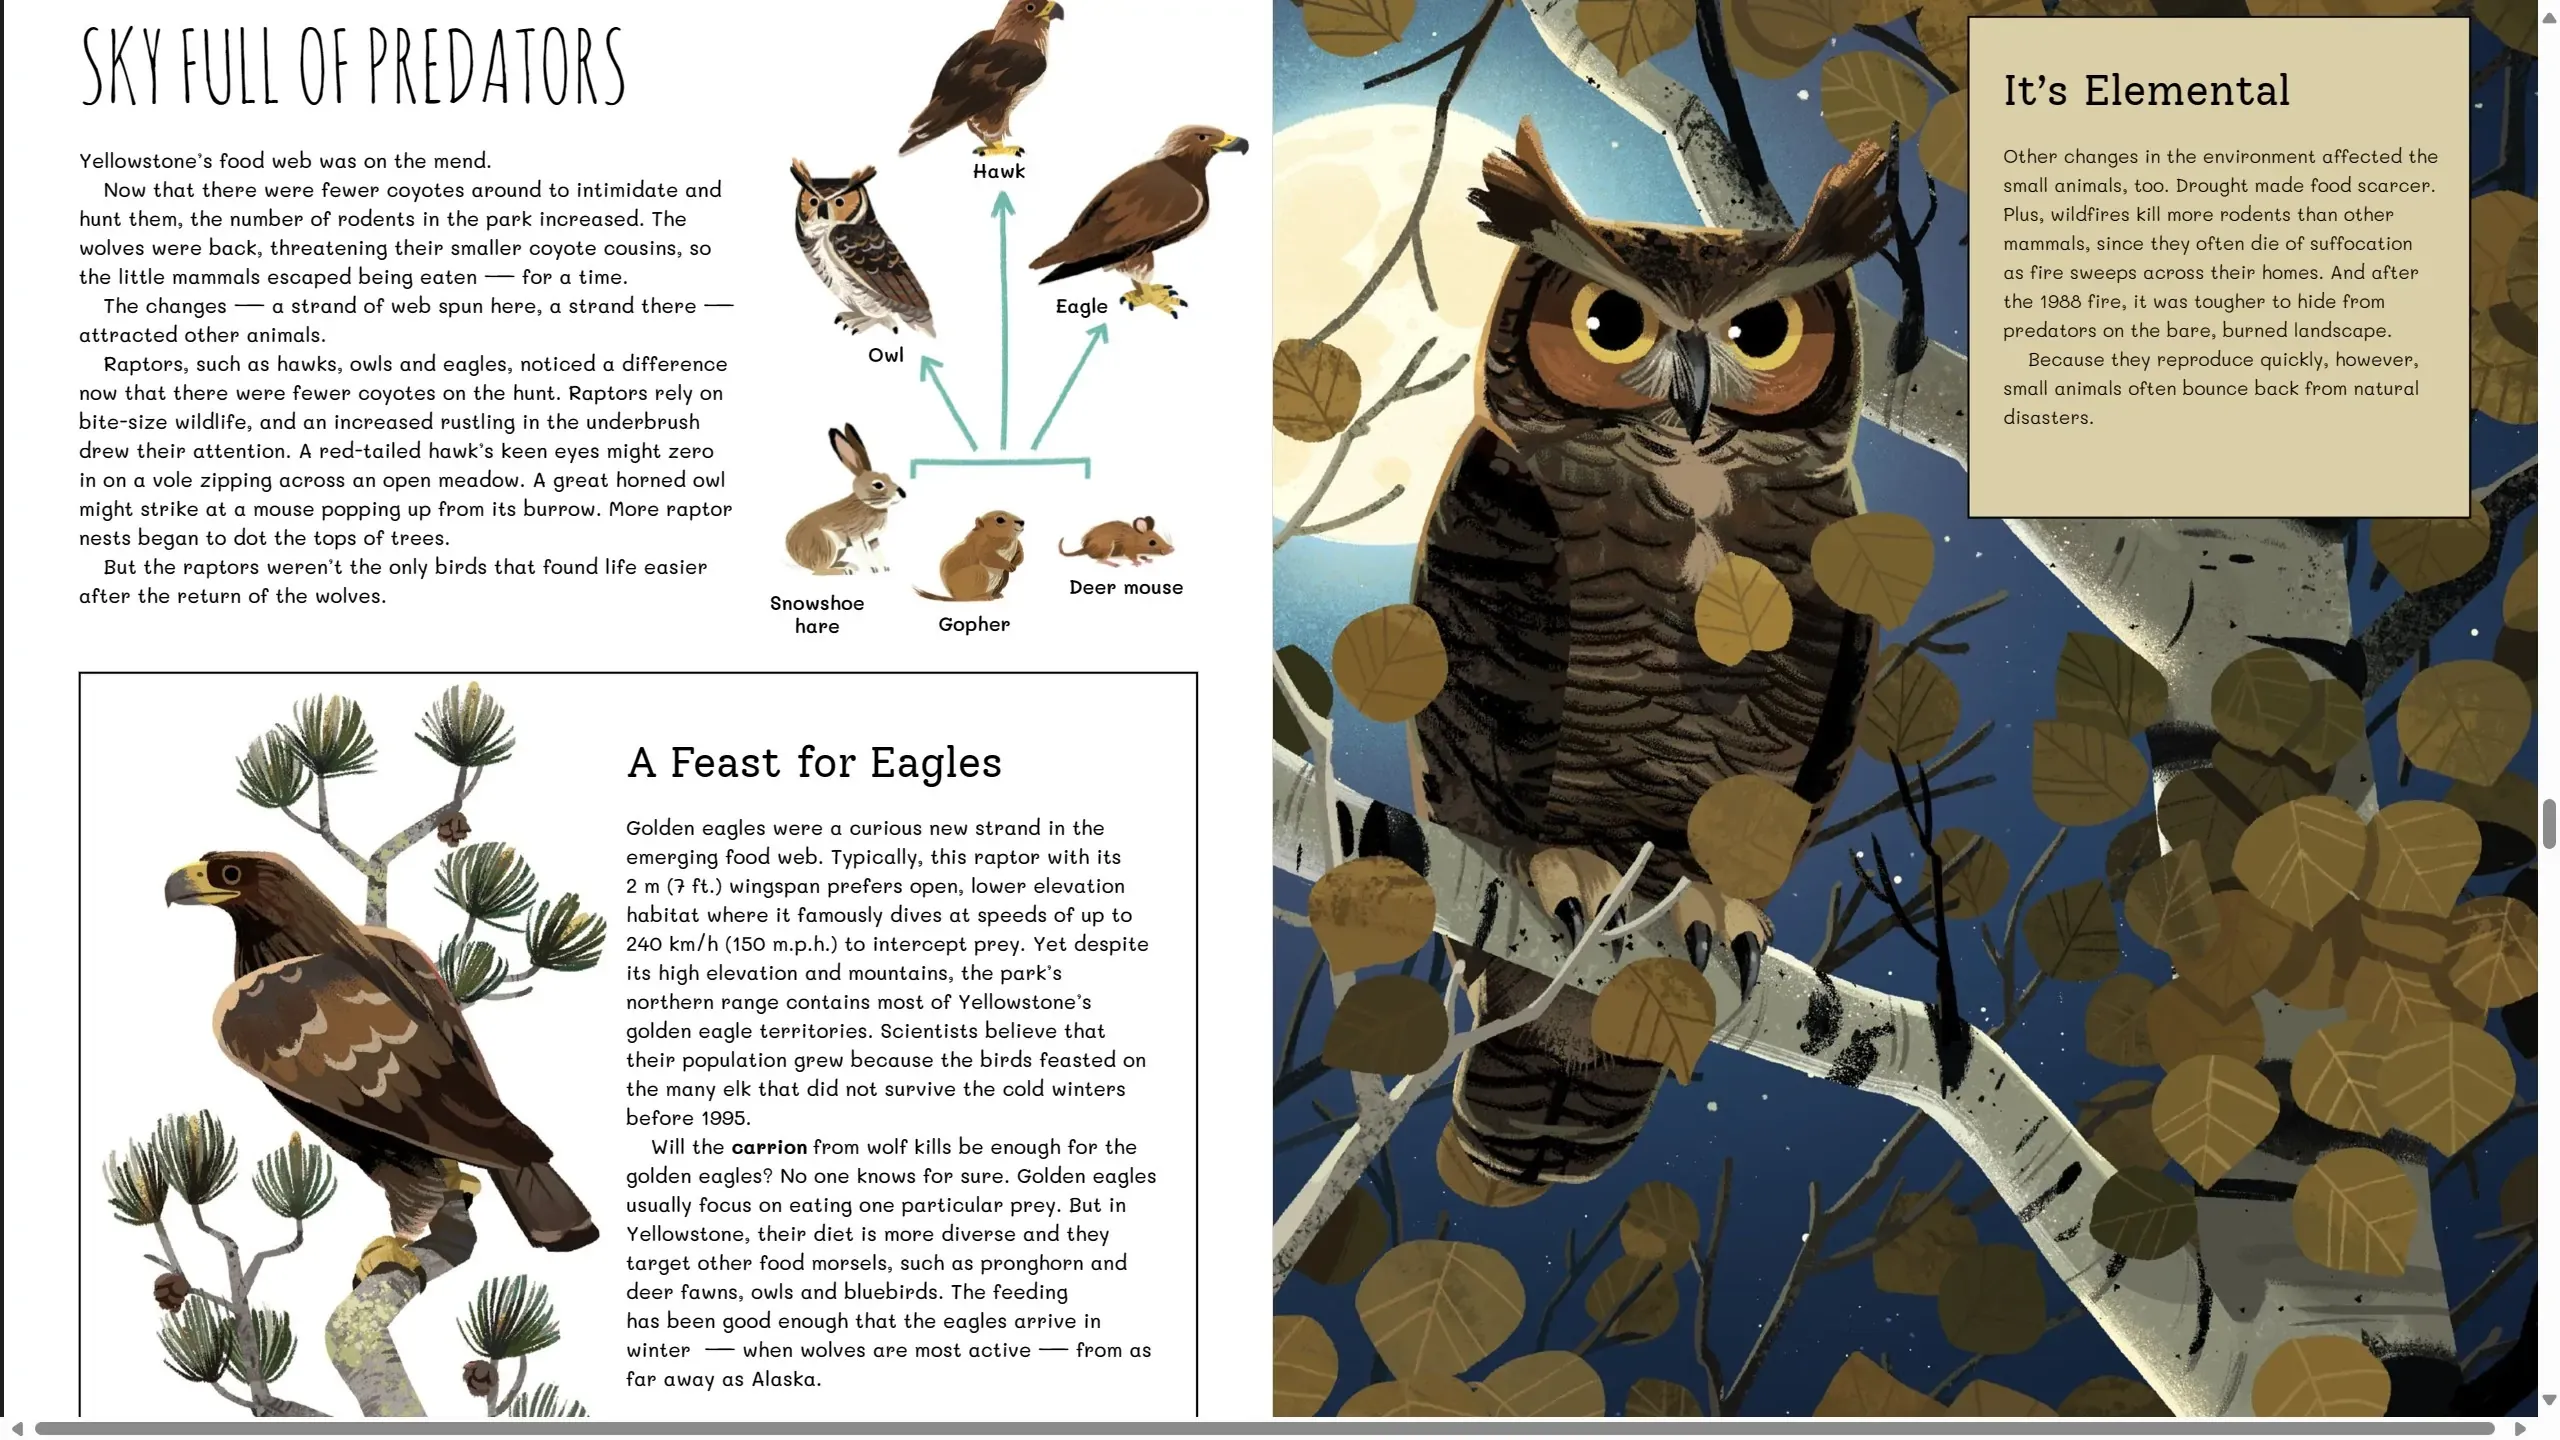 SKY FULL OF PREDATORS
Yellowstone's food web was on the mend.
Now that there were fewer coyotes around to intimidate and
hunt them, the number of rodents in the park increased. The
wolves were back, threatening their smaller coyote cousins, so
the little mammals escaped being eaten — for a time.
The changes — a strand of web spun here, a strand there —
attracted other animals.
Raptors, such as hawks, owls and eagles, noticed a difference
now that there were fewer coyotes on the hunt. Raptors rely on
bite-size wildlife, and an increased rustling in the underbrush
drew their attention. A red-tailed hawk's keen eyes might zero
in on a vole zipping across an open meadow. A great horned owl
might strike at a mouse popping up from its burrow. More raptor
nests began to dot the tops of trees.
But the raptors weren't the only birds that found life easier
after the return of the wolves.
Hawk
Eagle
Owl
Snowshoe
hare
Gopher
Deer mouse
A Feast for Eagles
Golden eagles were a curious new strand in the
emerging food web. Typically, this raptor with its
2 m (7 ft.) wingspan prefers open, lower elevation
habitat where it famously dives at speeds of up to
240 km/h (150 m.p.h.) to intercept prey. Yet despite
its high elevation and mountains, the park's
northern range contains most of Yellowstone's
golden eagle territories. Scientists believe that
their population grew because the birds feasted on
the many elk that did not survive the cold winters
before 1995.
Will the carrion from wolf kills be enough for the
golden eagles? No one knows for sure. Golden eagles
usually focus on eating one particular prey. But in
Yellowstone, their diet is more diverse and they
target other food morsels, such as pronghorn and
deer fawns, owls and bluebirds. The feeding
has been good enough that the eagles arrive in
winter — when wolves are most active — from as
far away as Alaska.
It's Elemental
Other changes in the environment affected the
small animals, too. Drought made food scarcer.
Plus, wildfires kill more rodents than other
mammals, since they often die of suffocation
as fire sweeps across their homes. And after
the 1988 fire, it was tougher to hide from
predators on the bare, burned landscape.
Because they reproduce quickly, however,
small animals often bounce back from natural
disasters.